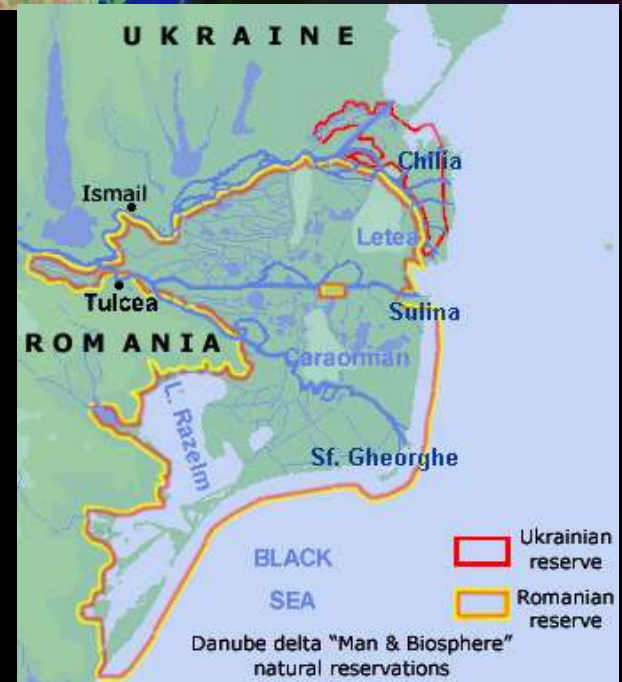 UKRAINE
Chilia
Ismail
Letea
Tulcea
Sulina
ROMANIA
Caraorman
L. Razelm
Sf. Gheorghe
BLACK
SEA
Ukrainian
reserve
Romanian
reserve
Danube delta "Man & Biosphere"
natural reservations